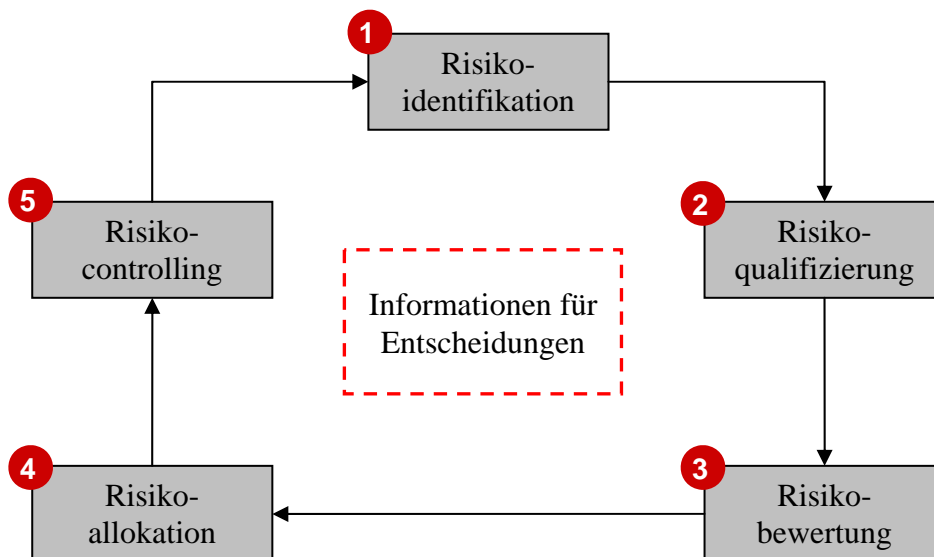 1
Risiko-
identifikation
2
Risiko-
qualifizierung
3
Risiko-
bewertung
4
Risiko-
allokation
5
Risiko-
controlling
Informationen für
Entscheidungen